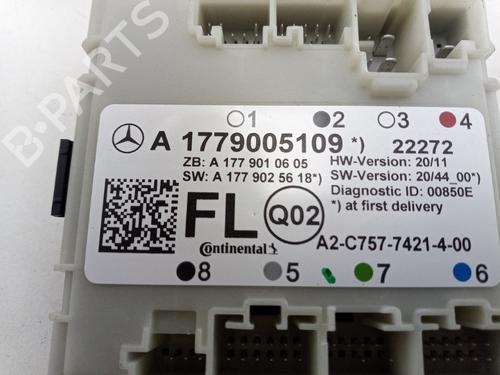 B-PARTS
1 2 3 4
A 1779005109 *) 22272
ZB: A 177 901 06 05 HW-Version: 20/11
SW: A 177 902 56 18*) SW-Version: 20/44_00*)
Diagnostic ID: 00850E
*) at first delivery
FL Q02
Continental A2-C757-7421-4-00
8 5 7 6